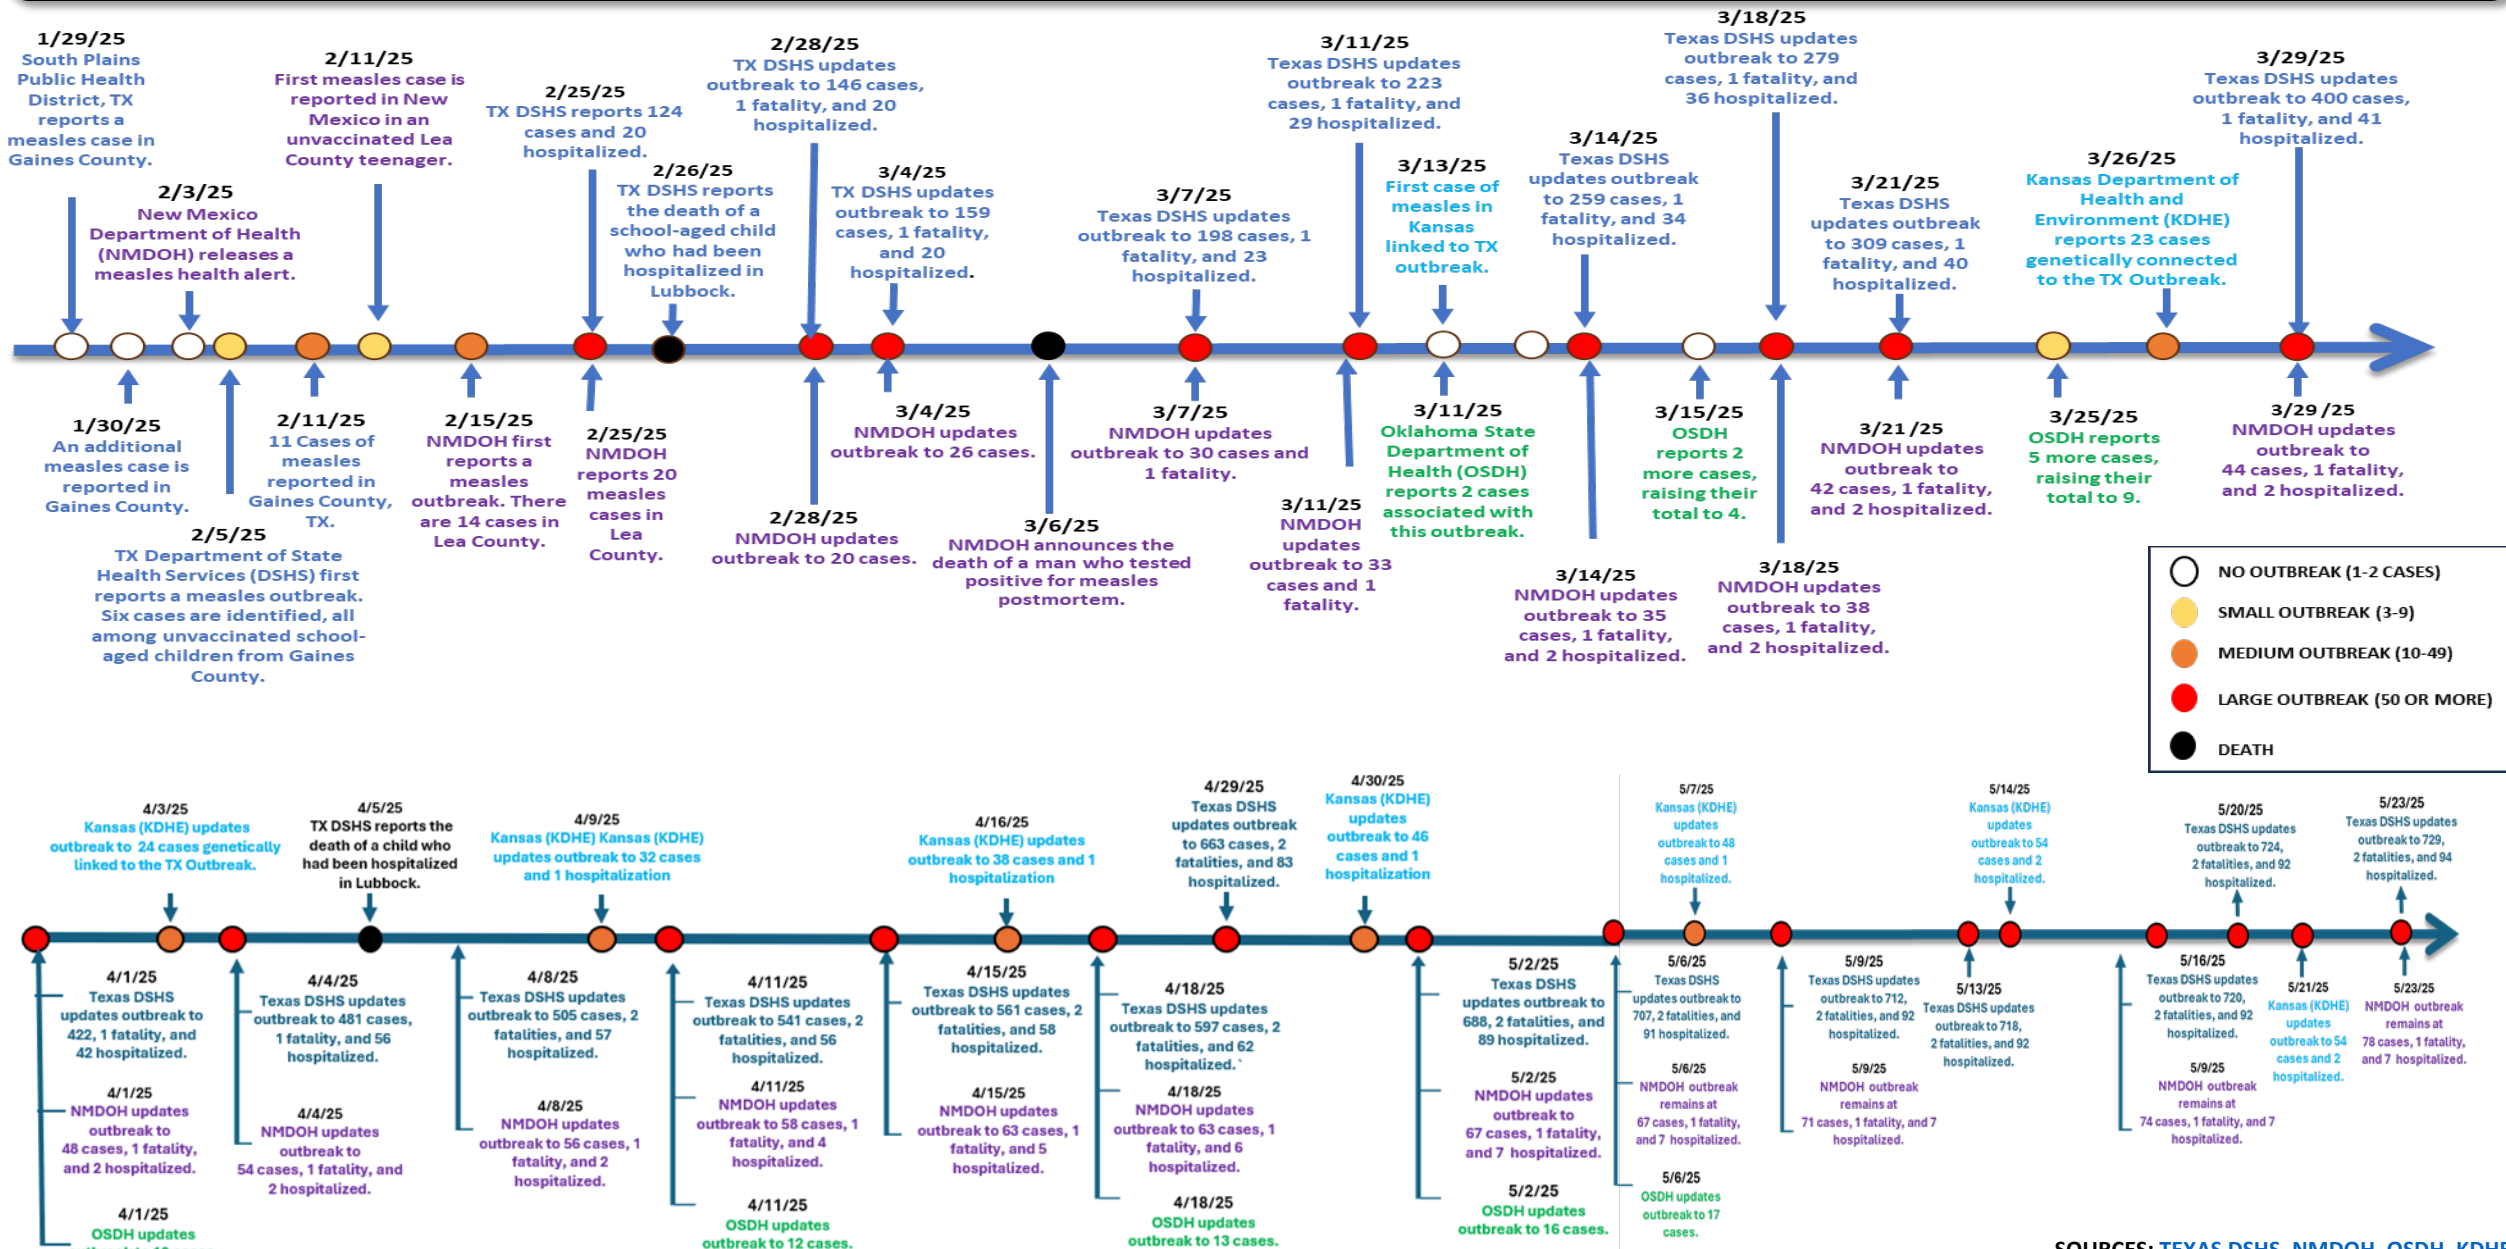 1/29/25
South Plains
Public Health
District, TX
reports a
measles case in
Gaines County.
2/3/25
New Mexico
Department of Health
(NMDOH) releases a
measles health alert.
2/11/25
First measles case is
reported in New
Mexico in an
unvaccinated Lea
County teenager.
2/25/25
TX DSHS reports 124
cases and 20
hospitalized.
2/26/25
TX DSHS reports
the death of a
school-aged child
who had been
hospitalized in
Lubbock.
2/28/25
TX DSHS updates
outbreak to 146 cases,
1 fatality, and 20
hospitalized.
3/4/25
TX DSHS updates
outbreak to 159
cases, 1 fatality,
and 20
hospitalized.
3/7/25
Texas DSHS updates
outbreak to 198 cases, 1
fatality, and 23
hospitalized.
3/11/25
Texas DSHS updates
outbreak to 223
cases, 1 fatality, and
29 hospitalized.
3/13/25
First case of
measles in
Kansas
linked to TX
outbreak.
3/14/25
Texas DSHS
updates outbreak
to 259 cases, 1
fatality, and 34
hospitalized.
3/18/25
Texas DSHS updates
outbreak to 279
cases, 1 fatality, and
36 hospitalized.
3/21/25
Texas DSHS
updates outbreak
to 309 cases, 1
fatality, and 40
hospitalized.
3/26/25
Kansas Department of
Health and
Environment (KDHE)
reports 23 cases
genetically connected
to the TX Outbreak.
3/29/25
Texas DSHS updates
outbreak to 400 cases,
1 fatality, and 41
hospitalized.
1/30/25
An additional
measles case is
reported in
Gaines County.
2/5/25
TX Department of State
Health Services (DSHS) first
reports a measles outbreak.
Six cases are identified, all
among unvaccinated school-
aged children from Gaines
County.
2/11/25
11 Cases of
measles
reported in
Gaines County,
TX.
2/15/25
NMDOH first
reports a
measles
outbreak. There
are 14 cases in
Lea County.
2/25/25
NMDOH
reports 20
measles
cases in
Lea
County.
2/28/25
NMDOH updates
outbreak to 20 cases.
3/4/25
NMDOH updates
outbreak to 26 cases.
3/6/25
NMDOH announces the
death of a man who tested
positive for measles
postmortem.
3/7/25
NMDOH updates
outbreak to 30 cases and
1 fatality.
3/11/25
NMDOH
updates
outbreak to 33
cases and 1
fatality.
3/11/25
Oklahoma State
Department of
Health (OSDH)
reports 2 cases
associated with
this outbreak.
3/14/25
NMDOH updates
outbreak to 35
cases, 1 fatality,
and 2 hospitalized.
3/15/25
OSDH
reports 2
more cases,
raising their
total to 4.
3/18/25
NMDOH updates
outbreak to 38
cases, 1 fatality,
and 2 hospitalized.
3/21/25
NMDOH updates
outbreak to
42 cases, 1 fatality,
and 2 hospitalized.
3/25/25
OSDH reports
5 more cases,
raising their
total to 9.
3/29/25
NMDOH updates
outbreak to
44 cases, 1 fatality,
and 2 hospitalized.
NO OUTBREAK (1-2 CASES)
SMALL OUTBREAK (3-9)
MEDIUM OUTBREAK (10-49)
LARGE OUTBREAK (50 OR MORE)
DEATH
4/3/25
Kansas (KDHE) updates
outbreak to 24 cases genetically
linked to the TX Outbreak.
4/5/25
TX DSHS reports the
death of a child who
had been hospitalized
in Lubbock.
4/9/25
Kansas (KDHE) Kansas (KDHE)
updates outbreak to 32 cases
and 1 hospitalization
4/16/25
Kansas (KDHE) updates
outbreak to 38 cases and 1
hospitalization
4/29/25
Texas DSHS
updates outbreak
to 663 cases, 2
fatalities, and 83
hospitalized.
4/30/25
Kansas (KDHE)
updates
outbreak to 46
cases and 1
hospitalization
5/7/25
Kansas (KDHE)
updates
outbreak to 48
cases and 1
hospitalized.
5/14/25
Kansas (KDHE)
updates
outbreak to 54
cases and 2
hospitalized.
5/20/25
Texas DSHS updates
outbreak to 724,
2 fatalities, and 92
hospitalized.
5/23/25
Texas DSHS updates
outbreak to 729,
2 fatalities, and 94
hospitalized.
4/1/25
Texas DSHS
updates outbreak to
422, 1 fatality, and
42 hospitalized.
4/1/25
NMDOH updates
outbreak to
48 cases, 1 fatality,
and 2 hospitalized.
4/1/25
OSDH updates
4/4/25
Texas DSHS updates
outbreak to 481 cases,
1 fatality, and 56
hospitalized.
4/4/25
NMDOH updates
outbreak to
54 cases, 1 fatality, and
2 hospitalized.
4/8/25
Texas DSHS updates
outbreak to 505 cases, 2
fatalities, and 57
hospitalized.
4/8/25
NMDOH updates
outbreak to 56 cases, 1
fatality, and 2
hospitalized.
4/11/25
Texas DSHS updates
outbreak to 541 cases, 2
fatalities, and 56
hospitalized.
4/11/25
NMDOH updates
outbreak to 58 cases, 1
fatality, and 4
hospitalized.
4/11/25
OSDH updates
outbreak to 12 cases.
4/15/25
Texas DSHS updates
outbreak to 561 cases, 2
fatalities, and 58
hospitalized.
4/15/25
NMDOH updates
outbreak to 63 cases, 1
fatality, and 5
hospitalized.
4/18/25
Texas DSHS updates
outbreak to 597 cases, 2
fatalities, and 62
hospitalized.`
4/18/25
NMDOH updates
outbreak to 63 cases, 1
fatality, and 6
hospitalized.
4/18/25
OSDH updates
outbreak to 13 cases.
5/2/25
Texas DSHS
updates outbreak to
688, 2 fatalities, and
89 hospitalized.
5/2/25
NMDOH updates
outbreak to
67 cases, 1 fatality,
and 7 hospitalized.
5/2/25
OSDH updates
outbreak to 16 cases.
5/6/25
Texas DSHS
updates outbreak to
707, 2 fatalities, and
91 hospitalized.
5/6/25
NMDOH outbreak
remains at
67 cases, 1 fatality,
and 7 hospitalized.
5/6/25
OSDH updates
outbreak to 17
cases.
5/9/25
Texas DSHS updates
outbreak to 712,
2 fatalities, and 92
hospitalized.
5/9/25
NMDOH outbreak
remains at
71 cases, 1 fatality, and 7
hospitalized.
5/13/25
Texas DSHS updates
outbreak to 718,
2 fatalities, and 92
hospitalized.
5/16/25
Texas DSHS updates
outbreak to 720,
2 fatalities, and 92
hospitalized.
5/9/25
NMDOH outbreak
remains at
74 cases, 1 fatality, and 7
hospitalized.
5/21/25
Kansas (KDHE)
updates
outbreak to 54
cases and 2
hospitalized.
5/23/25
NMDOH outbreak
remains at
78 cases, 1 fatality,
and 7 hospitalized.
SOURCES: TEXAS DSHS, NMDOH, OSDH, KDHE